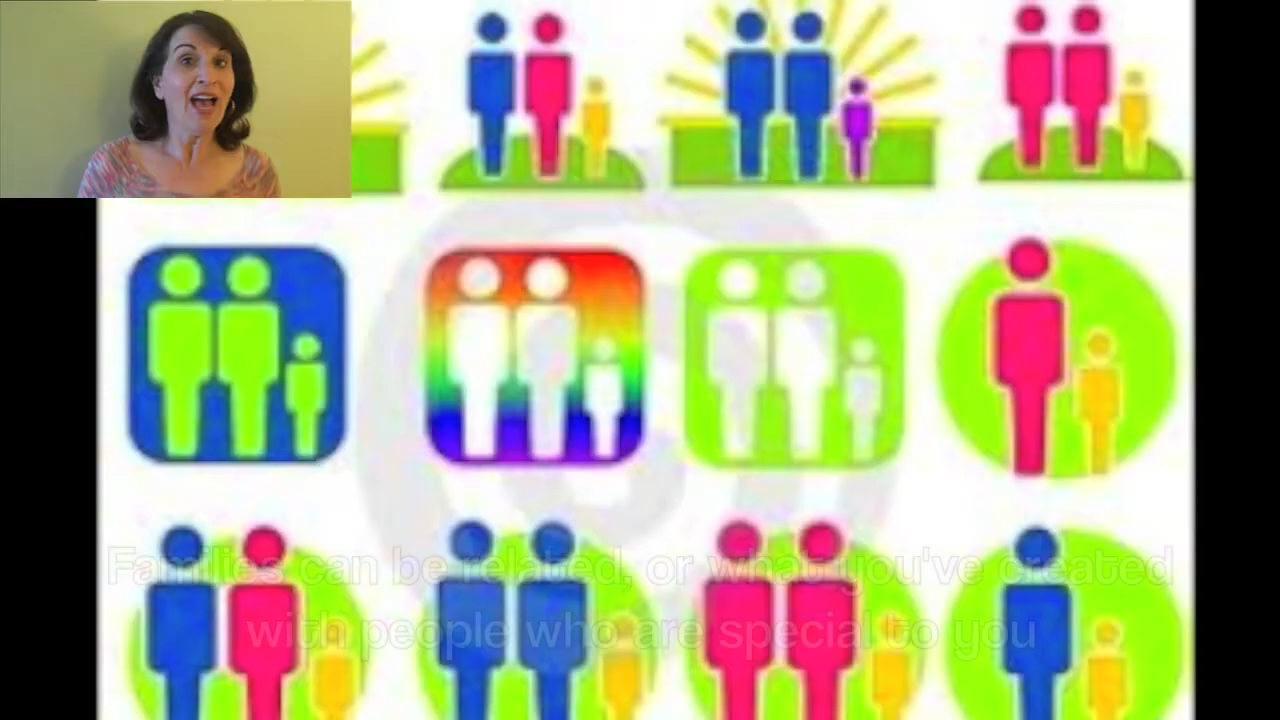 Families can be related, or what you've created
with people who are special to you